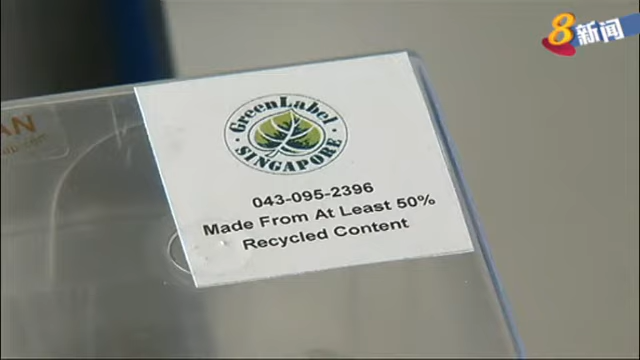 8新闻
GreenLabel
SINGAPORE
043-095-2396
Made From At Least 50%
Recycled Content